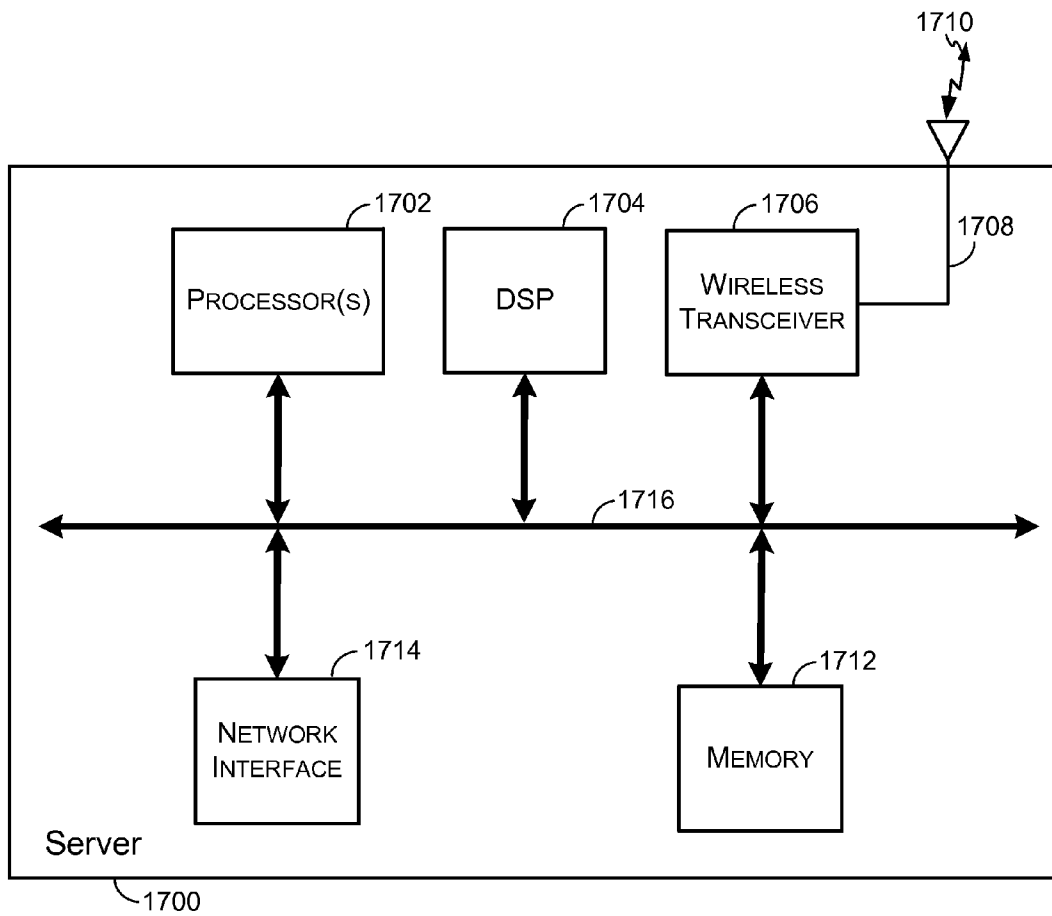 1710
1702
1704
1706
1708
PROCESSOR(S)
DSP
WIRELESS
TRANSCEIVER
1716
1714
1712
NETWORK
INTERFACE
MEMORY
Server
1700